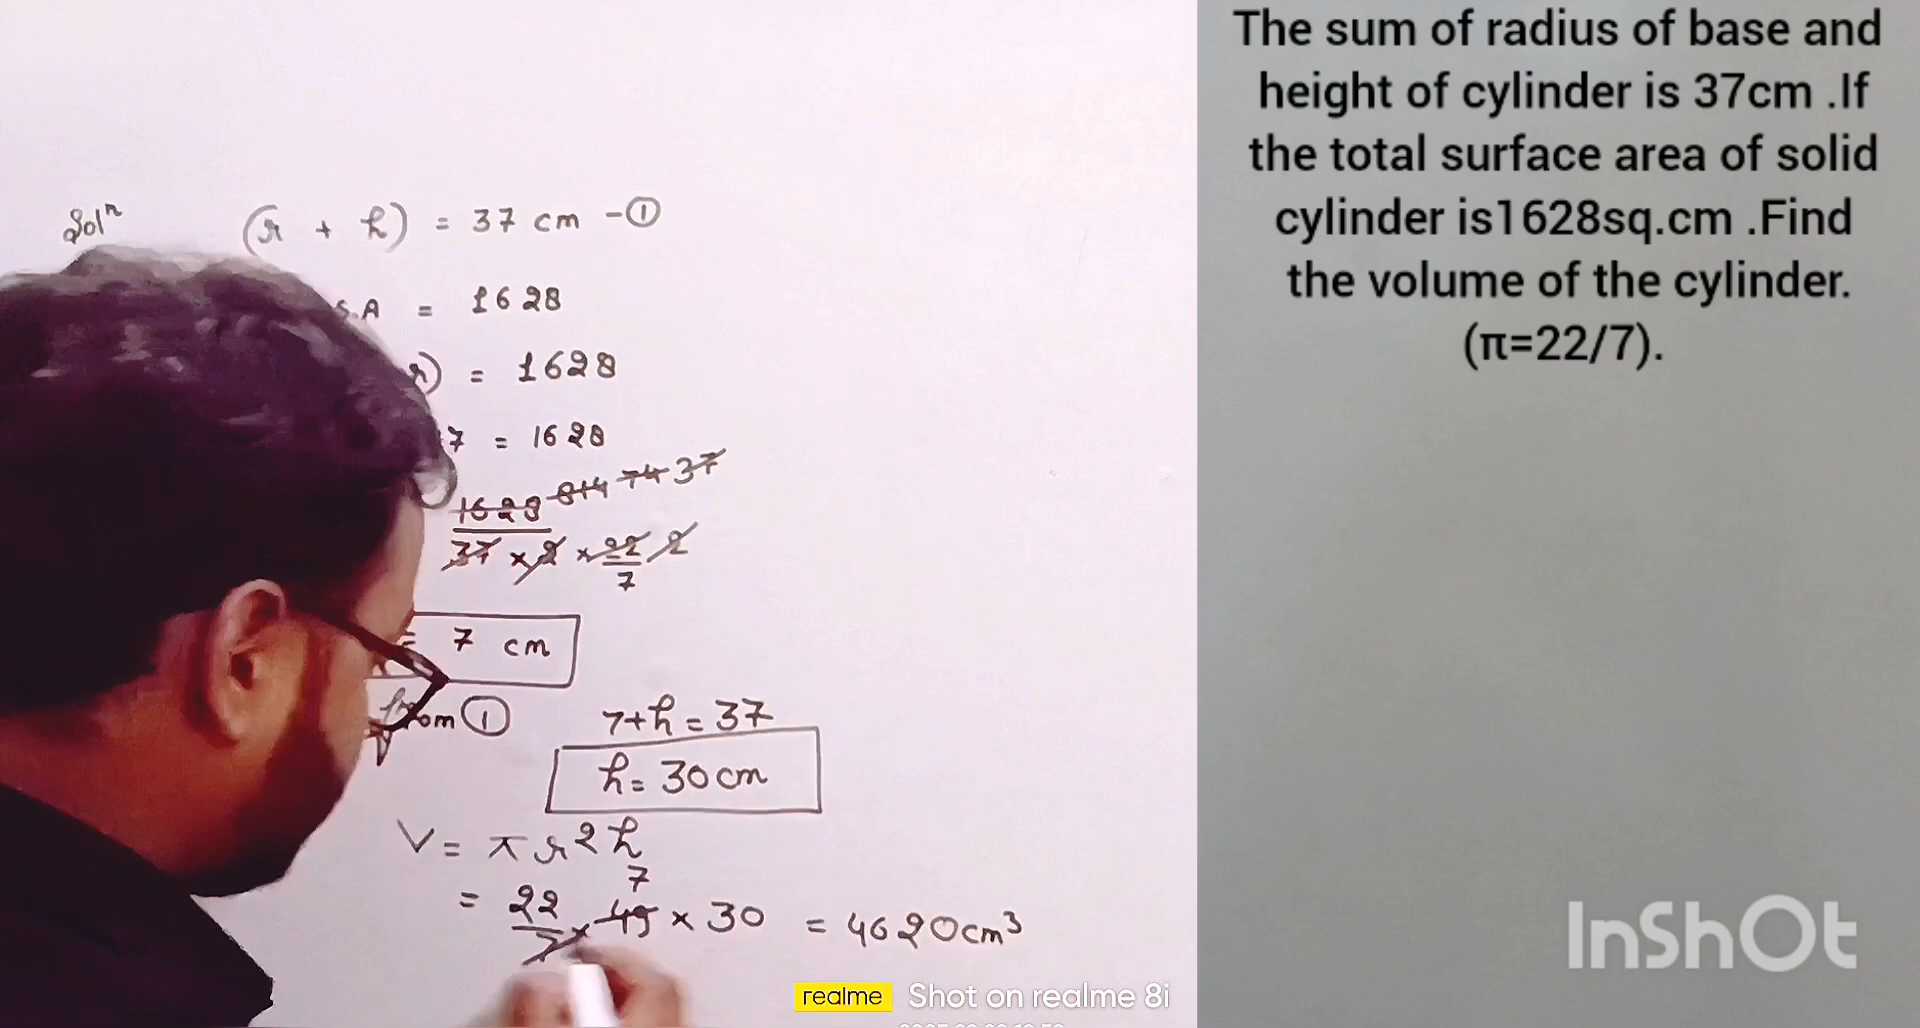 Solⁿ (r + h) = 37 cm - ①
S.A = 1628
r) = 1628
7 = 1628
1628 814 74 37
37 × 2 × 22 2
7
= 7 cm
from ①
7+h = 37
h = 30 cm
V = π r² h
7
= 22 × 49 × 30 = 4620 cm³
7
The sum of radius of base and
height of cylinder is 37cm .If
the total surface area of solid
cylinder is1628sq.cm .Find
the volume of the cylinder.
(π=22/7).
InShOt
realme Shot on realme 8i